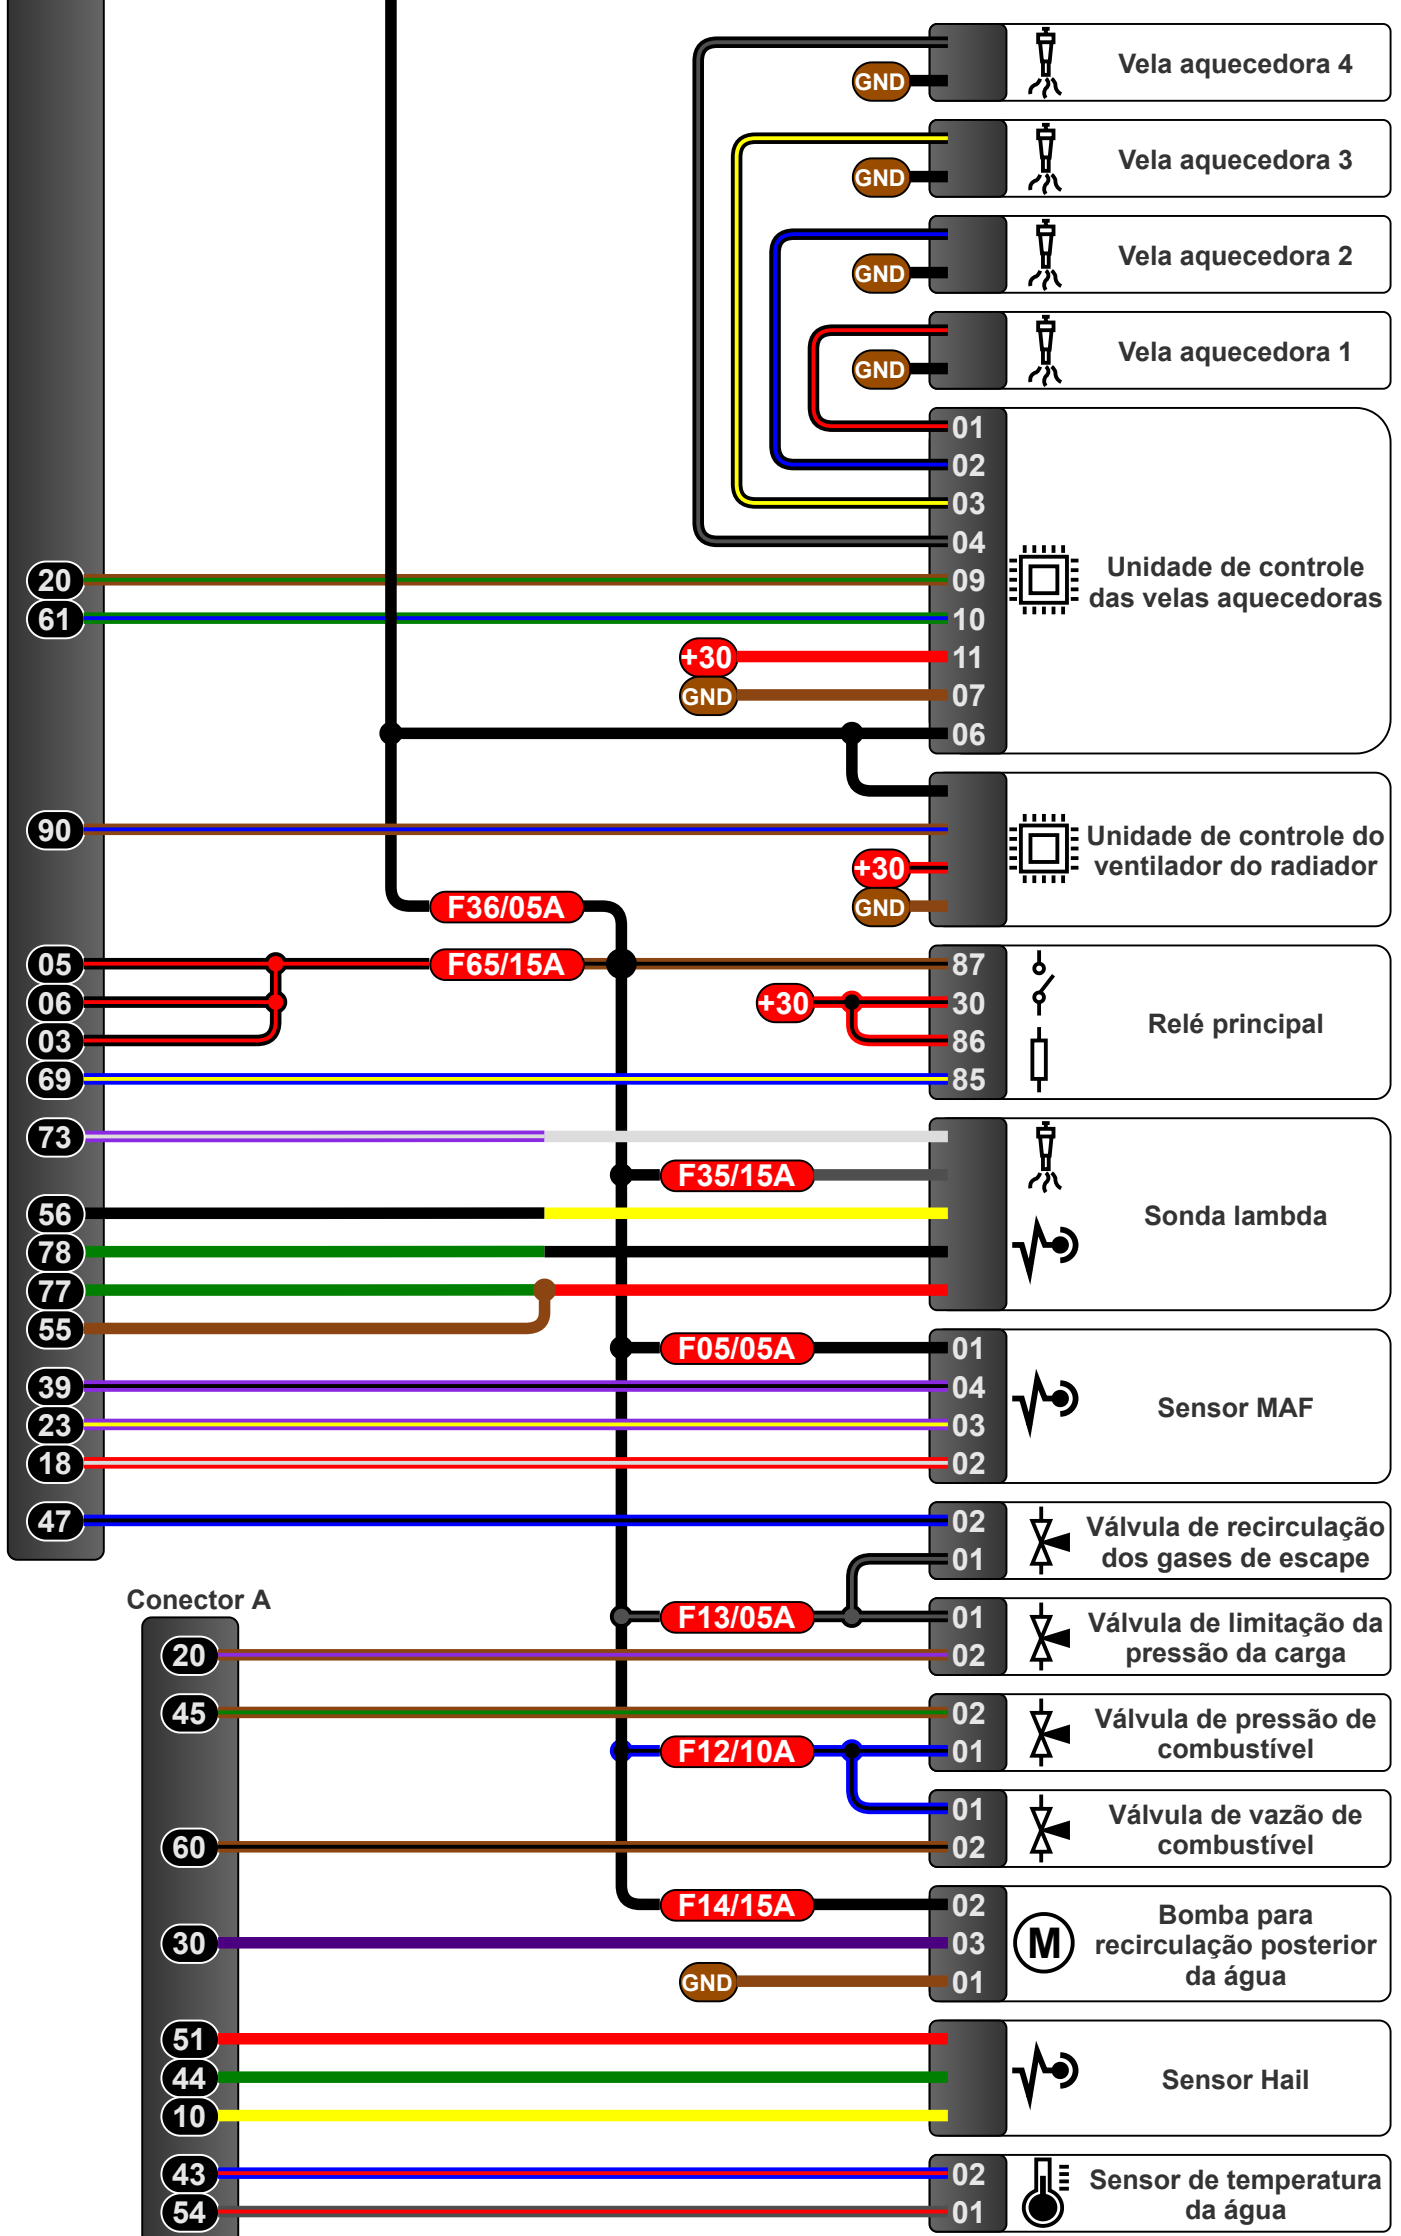 GND
Vela aquecedora 4
GND
Vela aquecedora 3
GND
Vela aquecedora 2
GND
Vela aquecedora 1
01
02
03
04
20
09
61
10
+30
11
GND
07
06
Unidade de controle
das velas aquecedoras
90
+30
GND
Unidade de controle do
ventilador do radiador
F36/05A
05
F65/15A
87
06
+30
30
03
86
69
85
Relé principal
73
F35/15A
56
78
77
55
Sonda lambda
F05/05A
01
39
04
23
03
18
02
Sensor MAF
47
02
01
Válvula de recirculação
dos gases de escape
Conector A
F13/05A
01
20
02
Válvula de limitação da
pressão da carga
45
02
F12/10A
01
Válvula de pressão de
combustível
01
60
02
Válvula de vazão de
combustível
F14/15A
02
30
03
GND
01
M
Bomba para
recirculação posterior
da água
51
44
10
Sensor Hail
43
02
54
01
Sensor de temperatura
da água